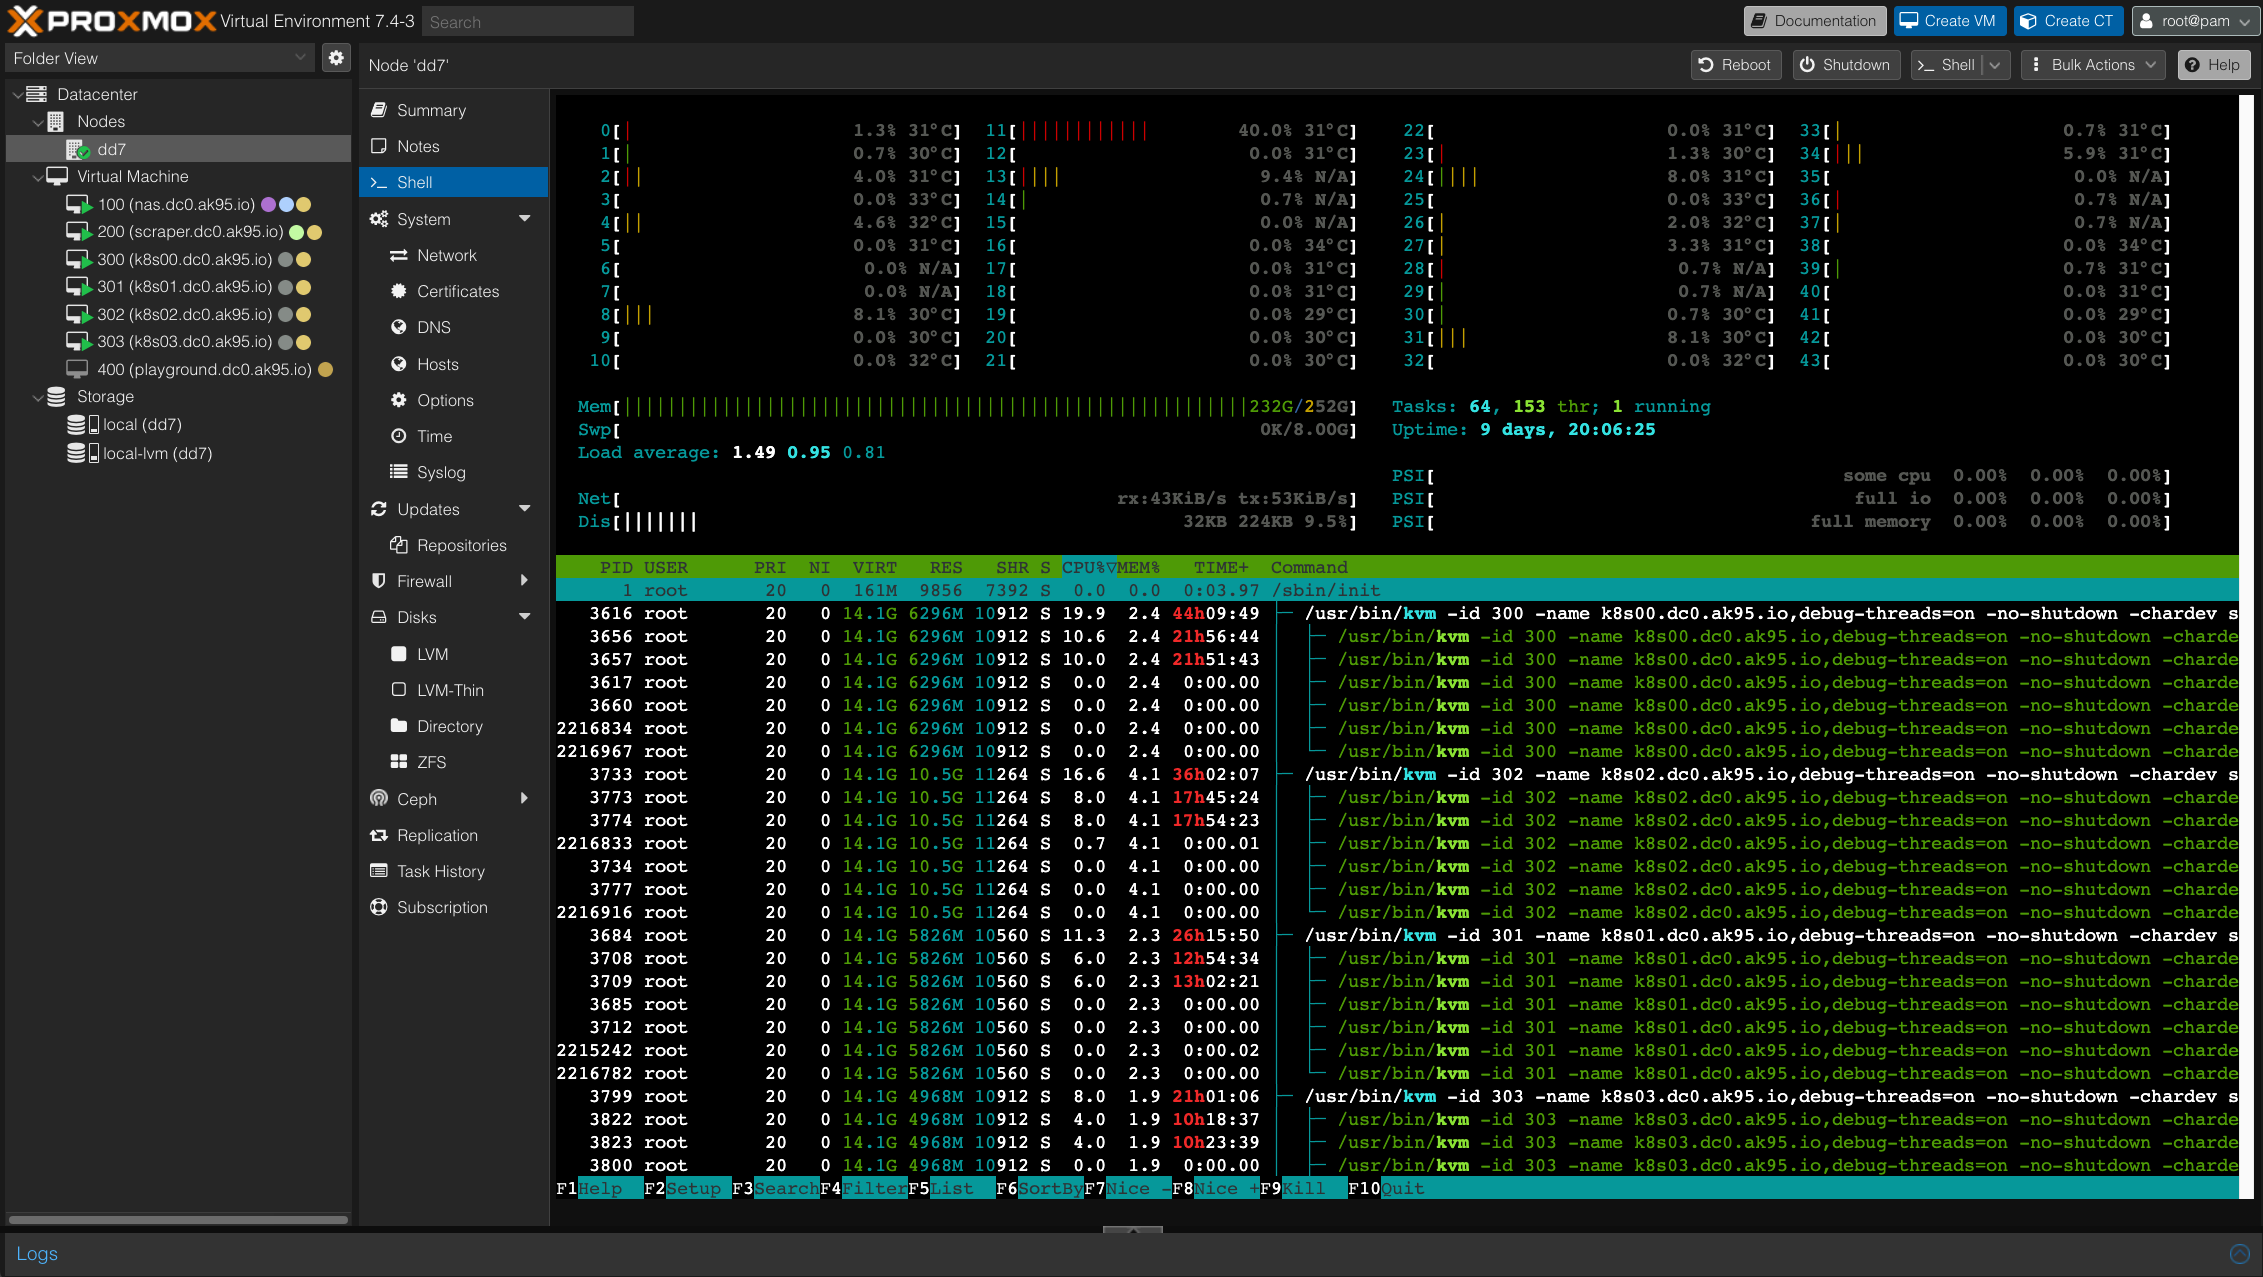 PROXMOX Virtual Environment 7.4-3 Search Documentation Create VM Create CT root@pam
Folder View
Node 'dd7' Reboot Shutdown >_ Shell Bulk Actions Help
Datacenter
Nodes
dd7
Virtual Machine
100 (nas.dc0.ak95.io)
200 (scraper.dc0.ak95.io)
300 (k8s00.dc0.ak95.io)
301 (k8s01.dc0.ak95.io)
302 (k8s02.dc0.ak95.io)
303 (k8s03.dc0.ak95.io)
400 (playground.dc0.ak95.io)
Storage
local (dd7)
local-lvm (dd7)
Summary
Notes
>_ Shell
System
Network
Certificates
DNS
Hosts
Options
Time
Syslog
Updates
Repositories
Firewall
Disks
LVM
LVM-Thin
Directory
ZFS
Ceph
Replication
Task History
Subscription
0[| 1.3% 31°C] 11[|||||||||||| 40.0% 31°C] 22[ 0.0% 31°C] 33[| 0.7% 31°C]
1[| 0.7% 30°C] 12[ 0.0% 31°C] 23[| 1.3% 30°C] 34[||| 5.9% 31°C]
2[|| 4.0% 31°C] 13[|||| 9.4% N/A] 24[|||| 8.0% 31°C] 35[ 0.0% N/A]
3[ 0.0% 33°C] 14[| 0.7% N/A] 25[ 0.0% 33°C] 36[| 0.7% N/A]
4[|| 4.6% 32°C] 15[ 0.0% N/A] 26[| 2.0% 32°C] 37[| 0.7% N/A]
5[ 0.0% 31°C] 16[ 0.0% 34°C] 27[| 3.3% 31°C] 38[ 0.0% 34°C]
6[ 0.0% N/A] 17[ 0.0% 31°C] 28[| 0.7% N/A] 39[| 0.7% 31°C]
7[ 0.0% N/A] 18[ 0.0% 31°C] 29[| 0.7% N/A] 40[ 0.0% 31°C]
8[||| 8.1% 30°C] 19[ 0.0% 29°C] 30[| 0.7% 30°C] 41[ 0.0% 29°C]
9[ 0.0% 30°C] 20[ 0.0% 30°C] 31[||| 8.1% 30°C] 42[ 0.0% 30°C]
10[ 0.0% 32°C] 21[ 0.0% 30°C] 32[ 0.0% 32°C] 43[ 0.0% 30°C]
Mem[|||||||||||||||||||||||||||||||||||||||||||||||||||||||||232G/252G] Tasks: 64, 153 thr; 1 running
Swp[ 0K/8.00G] Uptime: 9 days, 20:06:25
Load average: 1.49 0.95 0.81
PSI[ some cpu 0.00% 0.00% 0.00%]
Net[ rx:43KiB/s tx:53KiB/s] PSI[ full io 0.00% 0.00% 0.00%]
Dis[||||||| 32KB 224KB 9.5%] PSI[ full memory 0.00% 0.00% 0.00%]
PID USER PRI NI VIRT RES SHR S CPU%▽MEM% TIME+ Command
1 root 20 0 161M 9856 7392 S 0.0 0.0 0:03.97 /sbin/init
3616 root 20 0 14.1G 6296M 10912 S 19.9 2.4 44h09:49 /usr/bin/kvm -id 300 -name k8s00.dc0.ak95.io,debug-threads=on -no-shutdown -chardev s
3656 root 20 0 14.1G 6296M 10912 S 10.6 2.4 21h56:44 /usr/bin/kvm -id 300 -name k8s00.dc0.ak95.io,debug-threads=on -no-shutdown -charde
3657 root 20 0 14.1G 6296M 10912 S 10.0 2.4 21h51:43 /usr/bin/kvm -id 300 -name k8s00.dc0.ak95.io,debug-threads=on -no-shutdown -charde
3617 root 20 0 14.1G 6296M 10912 S 0.0 2.4 0:00.00 /usr/bin/kvm -id 300 -name k8s00.dc0.ak95.io,debug-threads=on -no-shutdown -charde
3660 root 20 0 14.1G 6296M 10912 S 0.0 2.4 0:00.00 /usr/bin/kvm -id 300 -name k8s00.dc0.ak95.io,debug-threads=on -no-shutdown -charde
2216834 root 20 0 14.1G 6296M 10912 S 0.0 2.4 0:00.00 /usr/bin/kvm -id 300 -name k8s00.dc0.ak95.io,debug-threads=on -no-shutdown -charde
2216967 root 20 0 14.1G 6296M 10912 S 0.0 2.4 0:00.00 /usr/bin/kvm -id 300 -name k8s00.dc0.ak95.io,debug-threads=on -no-shutdown -charde
3733 root 20 0 14.1G 10.5G 11264 S 16.6 4.1 36h02:07 /usr/bin/kvm -id 302 -name k8s02.dc0.ak95.io,debug-threads=on -no-shutdown -chardev s
3773 root 20 0 14.1G 10.5G 11264 S 8.0 4.1 17h45:24 /usr/bin/kvm -id 302 -name k8s02.dc0.ak95.io,debug-threads=on -no-shutdown -charde
3774 root 20 0 14.1G 10.5G 11264 S 8.0 4.1 17h54:23 /usr/bin/kvm -id 302 -name k8s02.dc0.ak95.io,debug-threads=on -no-shutdown -charde
2216833 root 20 0 14.1G 10.5G 11264 S 0.7 4.1 0:00.01 /usr/bin/kvm -id 302 -name k8s02.dc0.ak95.io,debug-threads=on -no-shutdown -charde
3734 root 20 0 14.1G 10.5G 11264 S 0.0 4.1 0:00.00 /usr/bin/kvm -id 302 -name k8s02.dc0.ak95.io,debug-threads=on -no-shutdown -charde
3777 root 20 0 14.1G 10.5G 11264 S 0.0 4.1 0:00.00 /usr/bin/kvm -id 302 -name k8s02.dc0.ak95.io,debug-threads=on -no-shutdown -charde
2216916 root 20 0 14.1G 10.5G 11264 S 0.0 4.1 0:00.00 /usr/bin/kvm -id 302 -name k8s02.dc0.ak95.io,debug-threads=on -no-shutdown -charde
3684 root 20 0 14.1G 5826M 10560 S 11.3 2.3 26h15:50 /usr/bin/kvm -id 301 -name k8s01.dc0.ak95.io,debug-threads=on -no-shutdown -chardev s
3708 root 20 0 14.1G 5826M 10560 S 6.0 2.3 12h54:34 /usr/bin/kvm -id 301 -name k8s01.dc0.ak95.io,debug-threads=on -no-shutdown -charde
3709 root 20 0 14.1G 5826M 10560 S 6.0 2.3 13h02:21 /usr/bin/kvm -id 301 -name k8s01.dc0.ak95.io,debug-threads=on -no-shutdown -charde
3685 root 20 0 14.1G 5826M 10560 S 0.0 2.3 0:00.00 /usr/bin/kvm -id 301 -name k8s01.dc0.ak95.io,debug-threads=on -no-shutdown -charde
3712 root 20 0 14.1G 5826M 10560 S 0.0 2.3 0:00.00 /usr/bin/kvm -id 301 -name k8s01.dc0.ak95.io,debug-threads=on -no-shutdown -charde
2215242 root 20 0 14.1G 5826M 10560 S 0.0 2.3 0:00.02 /usr/bin/kvm -id 301 -name k8s01.dc0.ak95.io,debug-threads=on -no-shutdown -charde
2216782 root 20 0 14.1G 5826M 10560 S 0.0 2.3 0:00.00 /usr/bin/kvm -id 301 -name k8s01.dc0.ak95.io,debug-threads=on -no-shutdown -charde
3799 root 20 0 14.1G 4968M 10912 S 8.0 1.9 21h01:06 /usr/bin/kvm -id 303 -name k8s03.dc0.ak95.io,debug-threads=on -no-shutdown -chardev s
3822 root 20 0 14.1G 4968M 10912 S 4.0 1.9 10h18:37 /usr/bin/kvm -id 303 -name k8s03.dc0.ak95.io,debug-threads=on -no-shutdown -charde
3823 root 20 0 14.1G 4968M 10912 S 4.0 1.9 10h23:39 /usr/bin/kvm -id 303 -name k8s03.dc0.ak95.io,debug-threads=on -no-shutdown -charde
3800 root 20 0 14.1G 4968M 10912 S 0.0 1.9 0:00.00 /usr/bin/kvm -id 303 -name k8s03.dc0.ak95.io,debug-threads=on -no-shutdown -charde
F1Help F2Setup F3SearchF4FilterF5List F6SortByF7Nice -F8Nice +F9Kill F10Quit
Logs